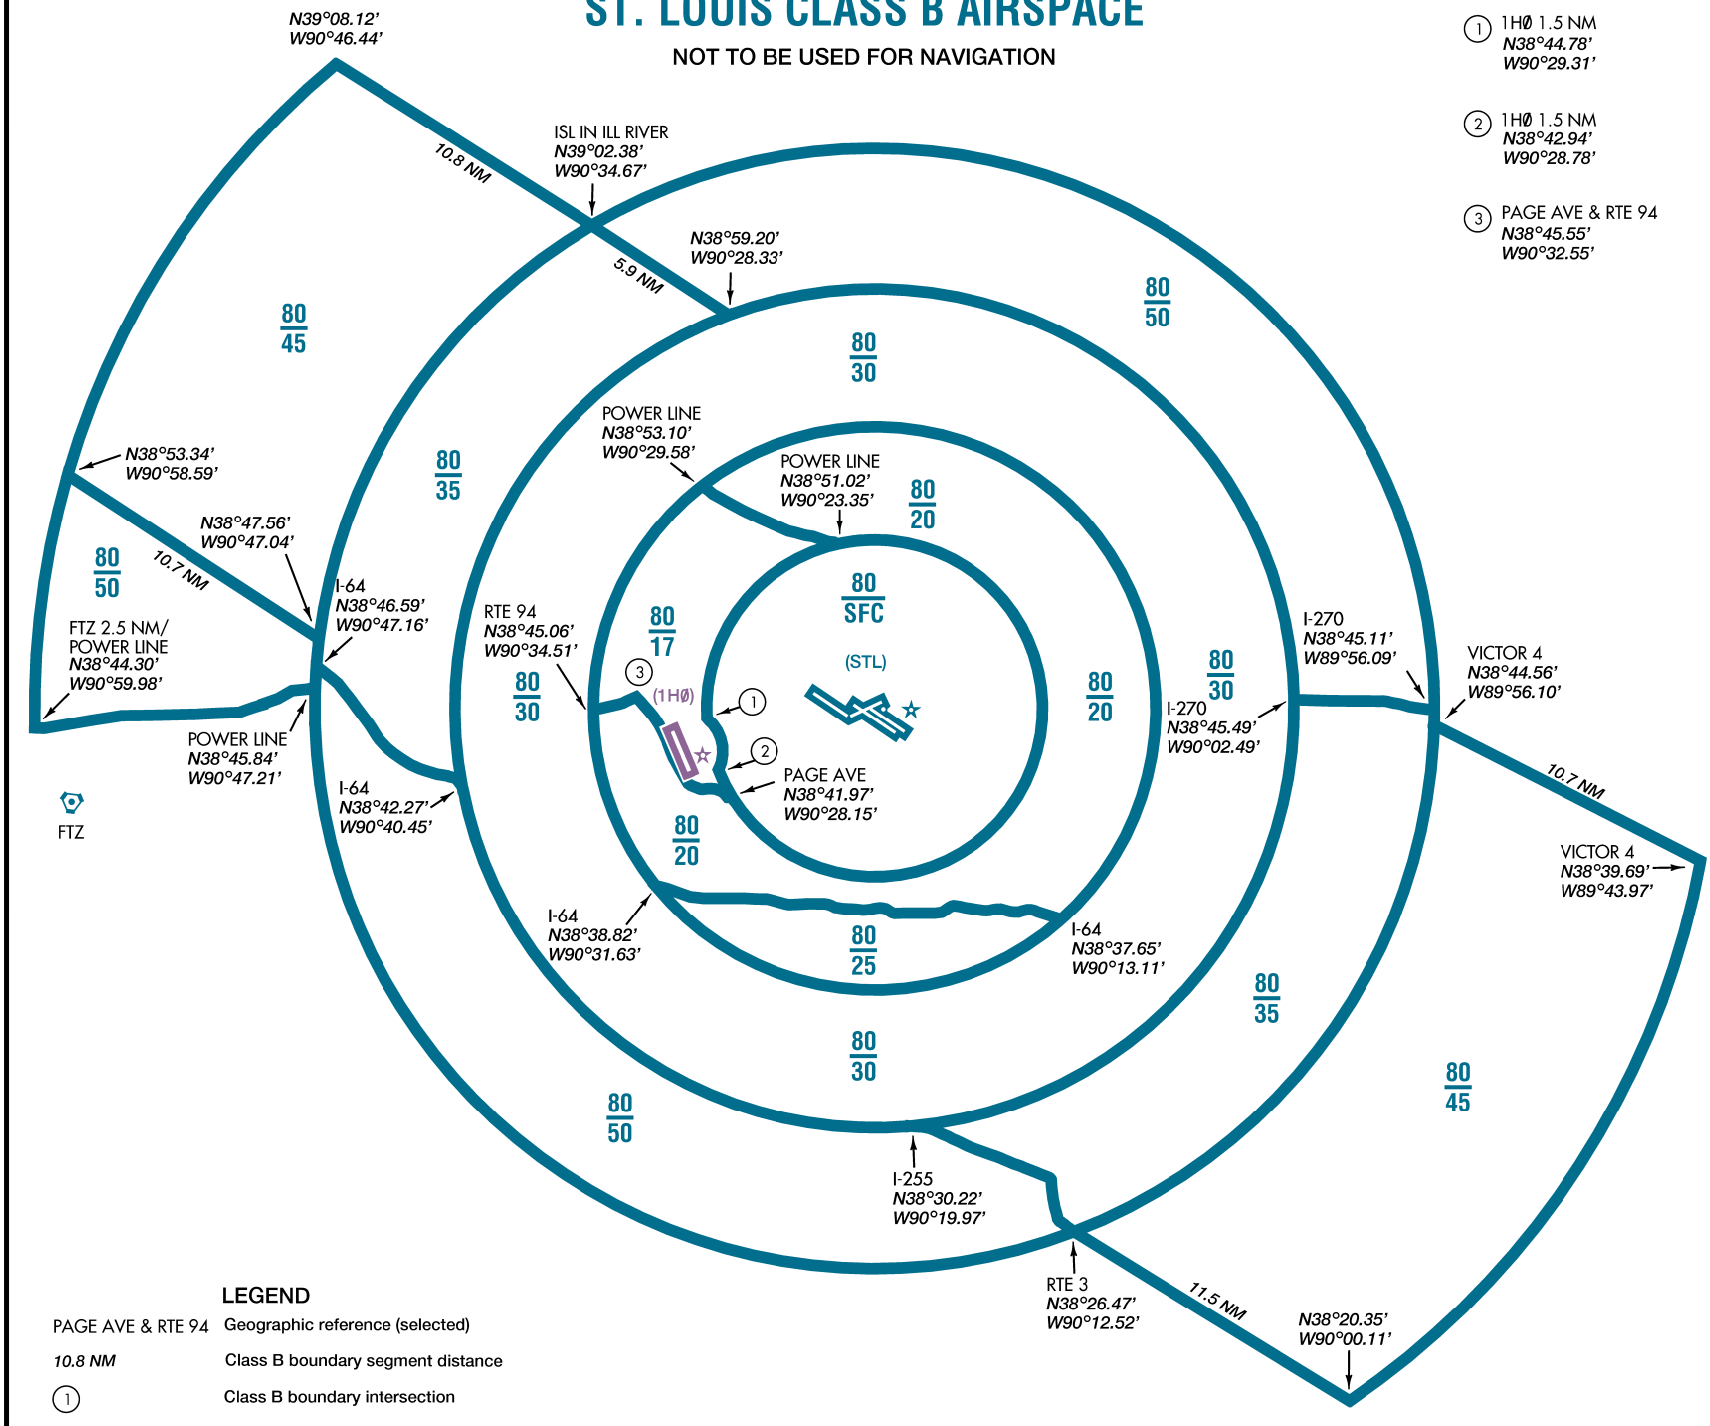 ST. LOUIS CLASS B AIRSPACE
NOT TO BE USED FOR NAVIGATION
N39°08.12'
W90°46.44'
1 1HØ 1.5 NM
N38°44.78'
W90°29.31'
2 1HØ 1.5 NM
N38°42.94'
W90°28.78'
3 PAGE AVE & RTE 94
N38°45.55'
W90°32.55'
10.8 NM
ISL IN ILL RIVER
N39°02.38'
W90°34.67'
5.9 NM
N38°59.20'
W90°28.33'
80
50
80
45
80
30
80
35
POWER LINE
N38°53.10'
W90°29.58'
POWER LINE
N38°51.02'
W90°23.35'
80
20
N38°53.34'
W90°58.59'
N38°47.56'
W90°47.04'
10.7 NM
80
50
I-64
N38°46.59'
W90°47.16'
FTZ 2.5 NM/
POWER LINE
N38°44.30'
W90°59.98'
RTE 94
N38°45.06'
W90°34.51'
80
17
80
SFC
(STL)
3
(1HØ)
1
2
80
30
80
20
80
30
I-270
N38°45.11'
W89°56.09'
VICTOR 4
N38°44.56'
W89°56.10'
I-270
N38°45.49'
W90°02.49'
POWER LINE
N38°45.84'
W90°47.21'
I-64
N38°42.27'
W90°40.45'
PAGE AVE
N38°41.97'
W90°28.15'
FTZ
80
20
10.7 NM
VICTOR 4
N38°39.69'
W89°43.97'
I-64
N38°38.82'
W90°31.63'
80
25
I-64
N38°37.65'
W90°13.11'
80
35
80
30
80
45
80
50
I-255
N38°30.22'
W90°19.97'
RTE 3
N38°26.47'
W90°12.52'
11.5 NM
N38°20.35'
W90°00.11'
LEGEND
PAGE AVE & RTE 94 Geographic reference (selected)
10.8 NM Class B boundary segment distance
1 Class B boundary intersection